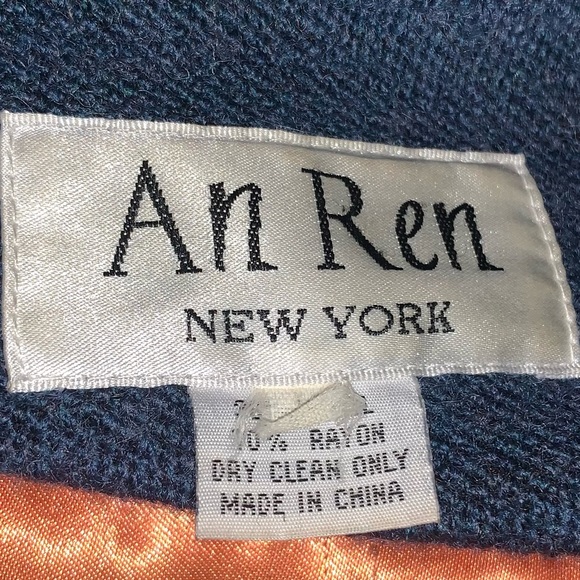 An Ren
NEW YORK
RAYON
DRY CLEAN ONLY
MADE IN CHINA